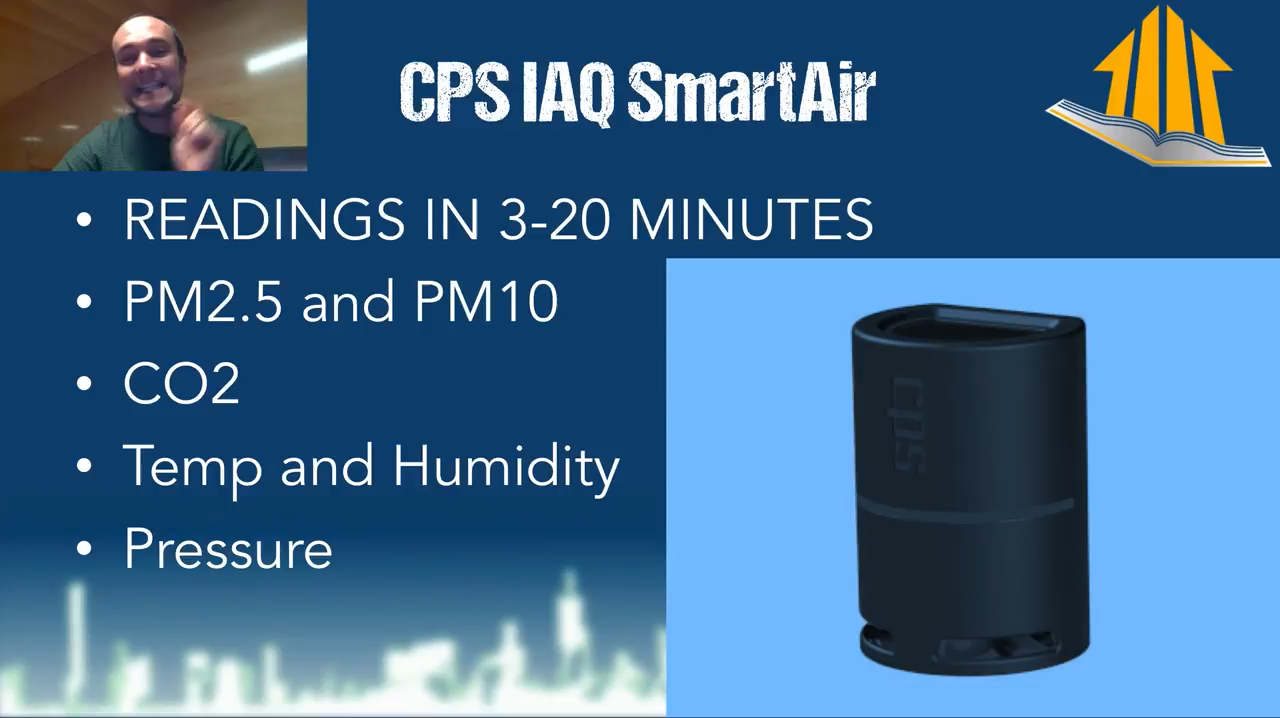 CPS IAQ SmartAir
• READINGS IN 3-20 MINUTES
• PM2.5 and PM10
• CO2
• Temp and Humidity
• Pressure
cps